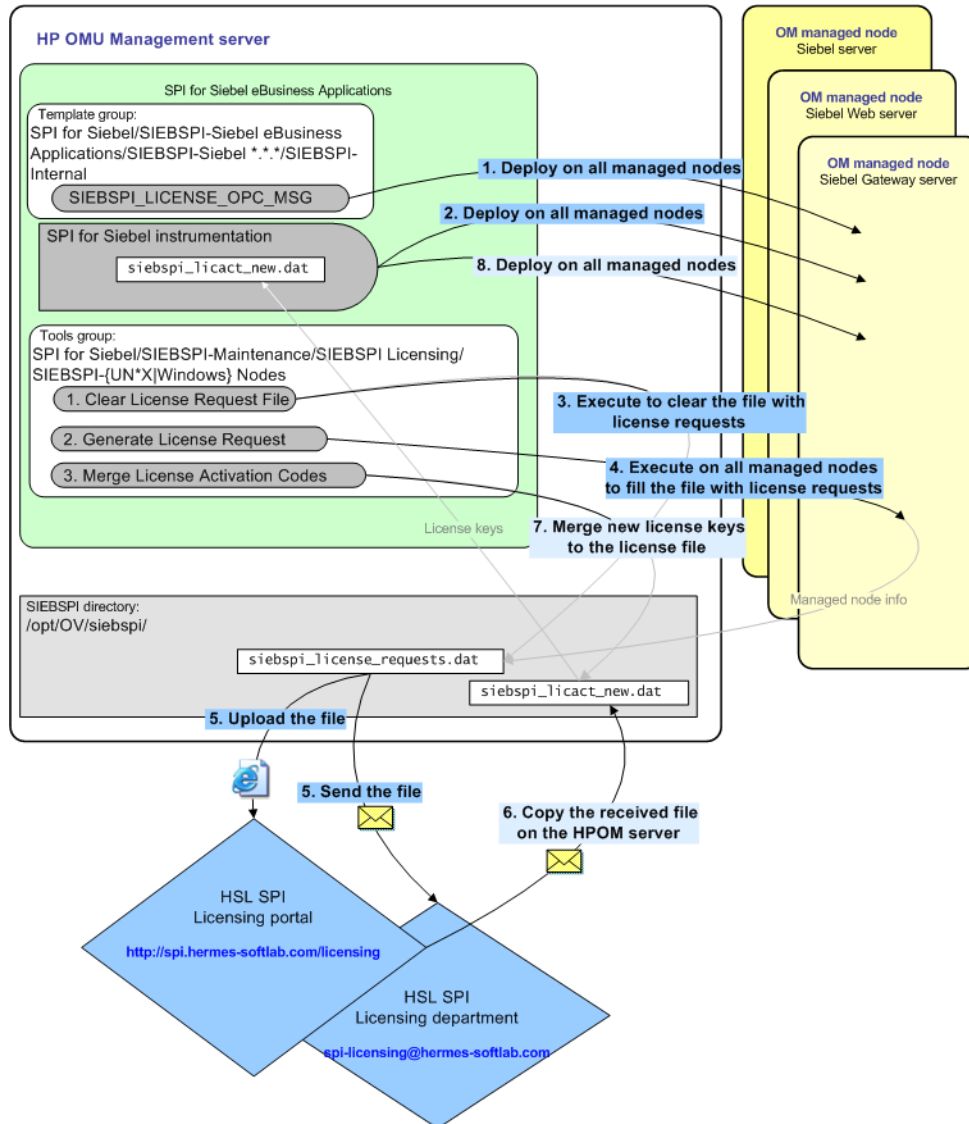 HP OMU Management server
SPI for Siebel eBusiness Applications
Template group:
SPI for Siebel/SIEBSPI-Siebel eBusiness
Applications/SIEBSPI-Siebel *.*.*/SIEBSPI-
Internal
SIEBSPI_LICENSE_OPC_MSG
SPI for Siebel instrumentation
siebspi_licact_new.dat
Tools group:
SPI for Siebel/SIEBSPI-Maintenance/SIEBSPI Licensing/
SIEBSPI-{UN*X|Windows} Nodes
1. Clear License Request File
2. Generate License Request
3. Merge License Activation Codes
OM managed node
Siebel server
OM managed node
Siebel Web server
OM managed node
Siebel Gateway server
1. Deploy on all managed nodes
2. Deploy on all managed nodes
8. Deploy on all managed nodes
3. Execute to clear the file with
license requests
4. Execute on all managed nodes
to fill the file with license requests
License keys
7. Merge new license keys
to the license file
Managed node info
SIEBSPI directory:
/opt/OV/siebspi/
siebspi_license_requests.dat
siebspi_licact_new.dat
5. Upload the file
5. Send the file
6. Copy the received file
on the HPOM server
HSL SPI
Licensing portal
http://spi.hermes-softlab.com/licensing
HSL SPI
Licensing department
spi-licensing@hermes-softlab.com